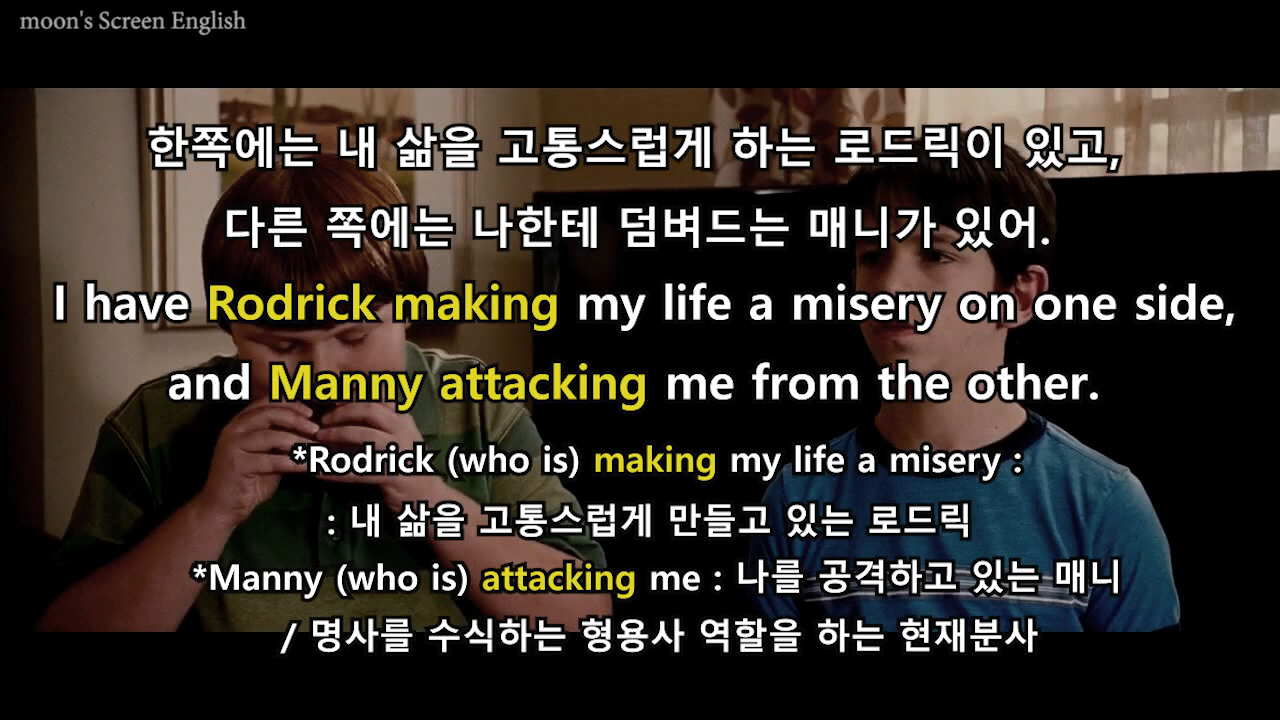 moon's Screen English
한쪽에는 내 삶을 고통스럽게 하는 로드릭이 있고,
다른 쪽에는 나한테 덤벼드는 매니가 있어.
I have Rodrick making my life a misery on one side,
and Manny attacking me from the other.
*Rodrick (who is) making my life a misery :
: 내 삶을 고통스럽게 만들고 있는 로드릭
*Manny (who is) attacking me : 나를 공격하고 있는 매니
/ 명사를 수식하는 형용사 역할을 하는 현재분사